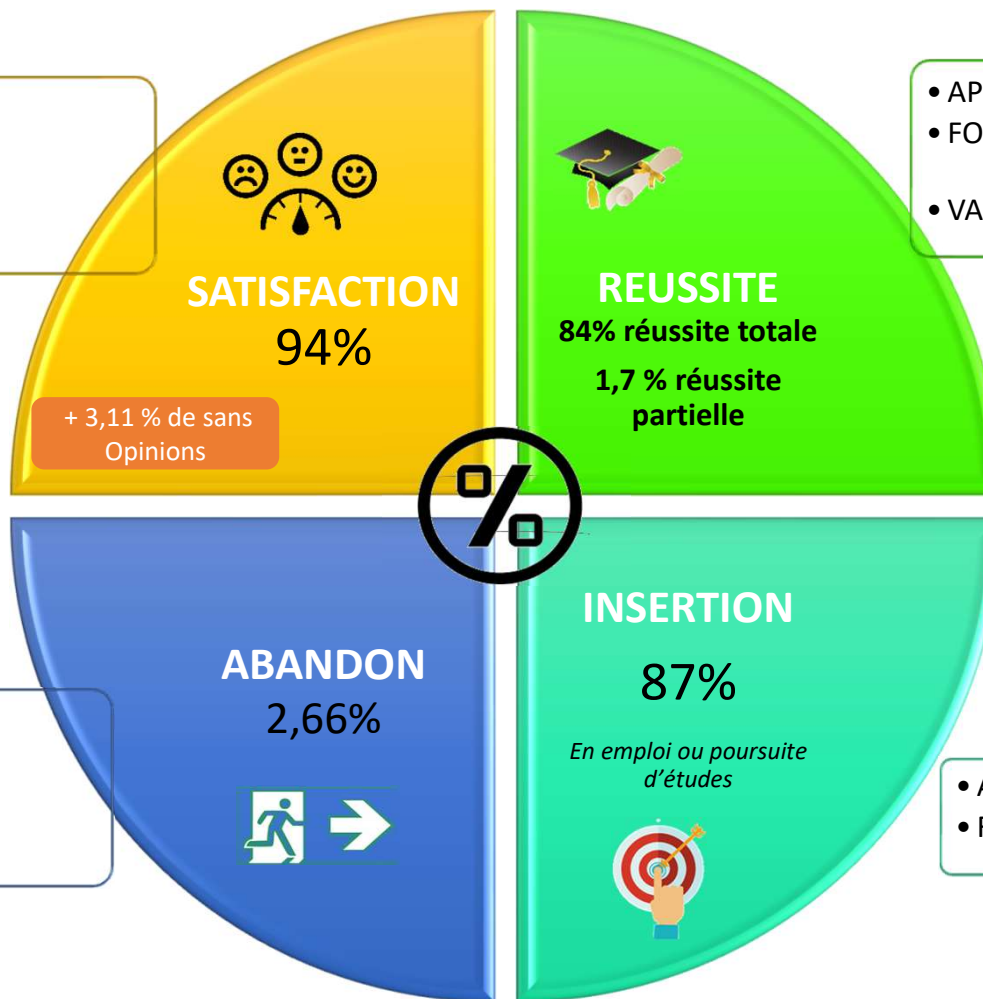 SATISFACTION
94%
+ 3,11 % de sans
Opinions
REUSSITE
84% réussite totale
1,7 % réussite
partielle
• AP
• FO
• VA
%
ABANDON
2,66%
INSERTION
87%
En emploi ou poursuite
d’études
• A